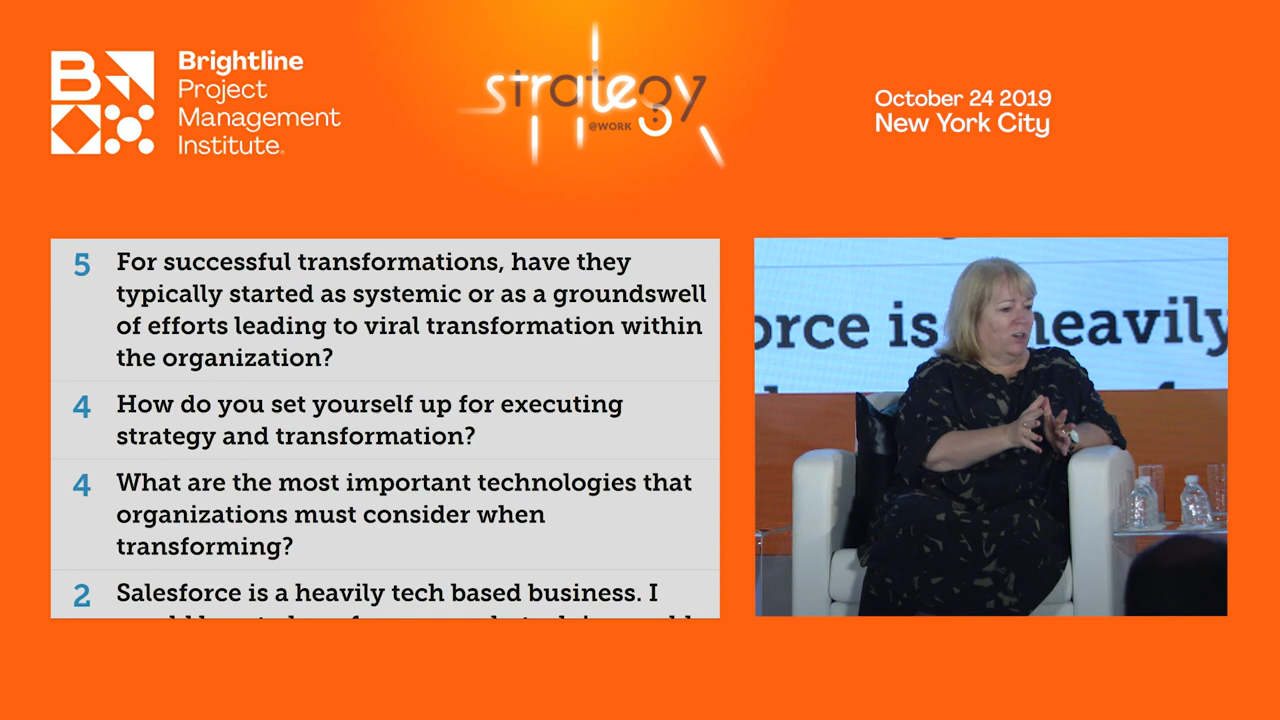 Brightline
Project
Management
Institute.
strategy
@WORK
October 24 2019
New York City
5
For successful transformations, have they
typically started as systemic or as a groundswell
of efforts leading to viral transformation within
the organization?
4
How do you set yourself up for executing
strategy and transformation?
4
What are the most important technologies that
organizations must consider when
transforming?
2
Salesforce is a heavily tech based business. I
orce is heavily